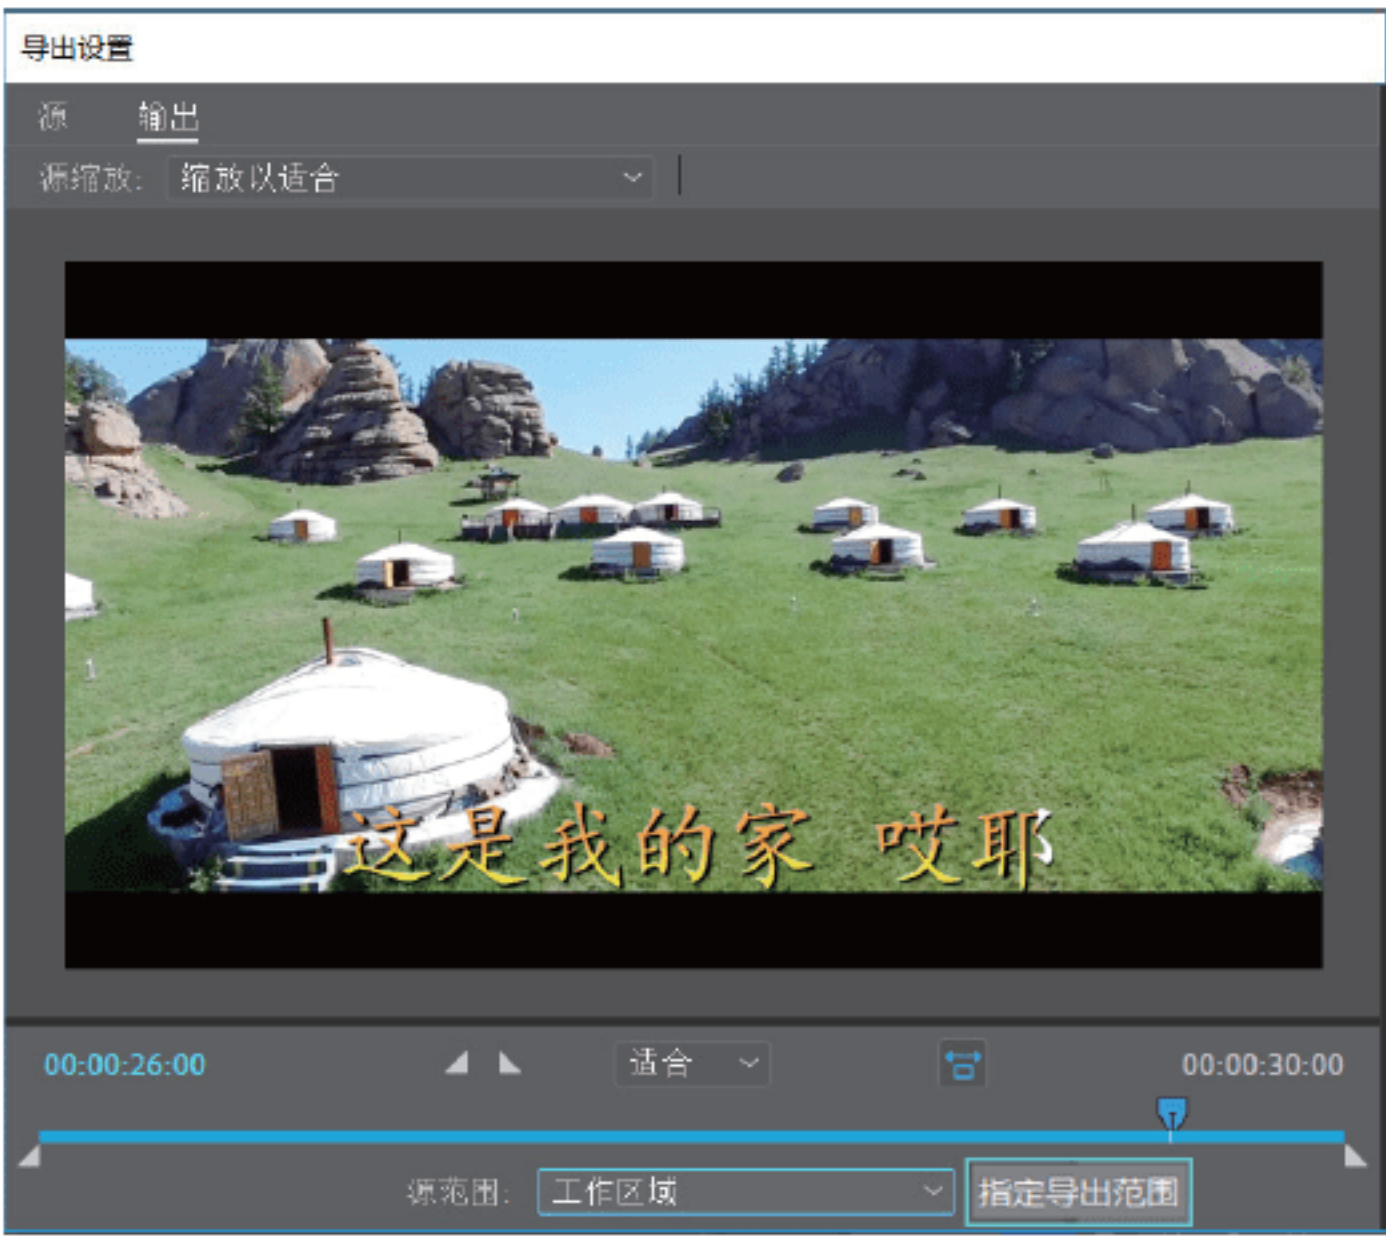 导出设置
源 输出
源缩放: 缩放以适合
这是我的家 哎耶
00:00:26:00 适合 00:00:30:00
源范围: 工作区域 指定导出范围